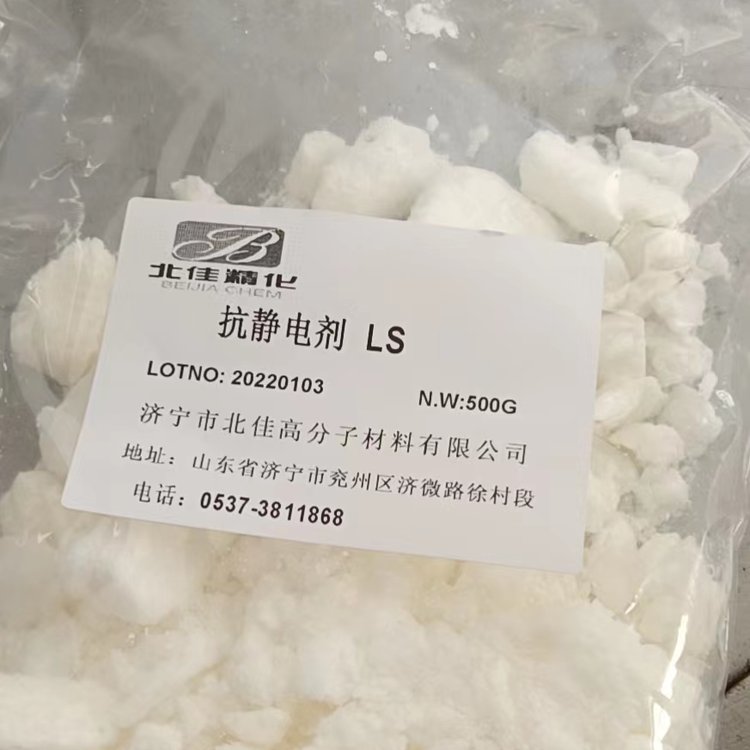 B
北佳精化
BEIJIA CHEM
抗静电剂 LS
LOTNO: 20220103 N.W:500G
济宁市北佳高分子材料有限公司
地址：山东省济宁市兖州区济微路徐村段
电话：0537-3811868